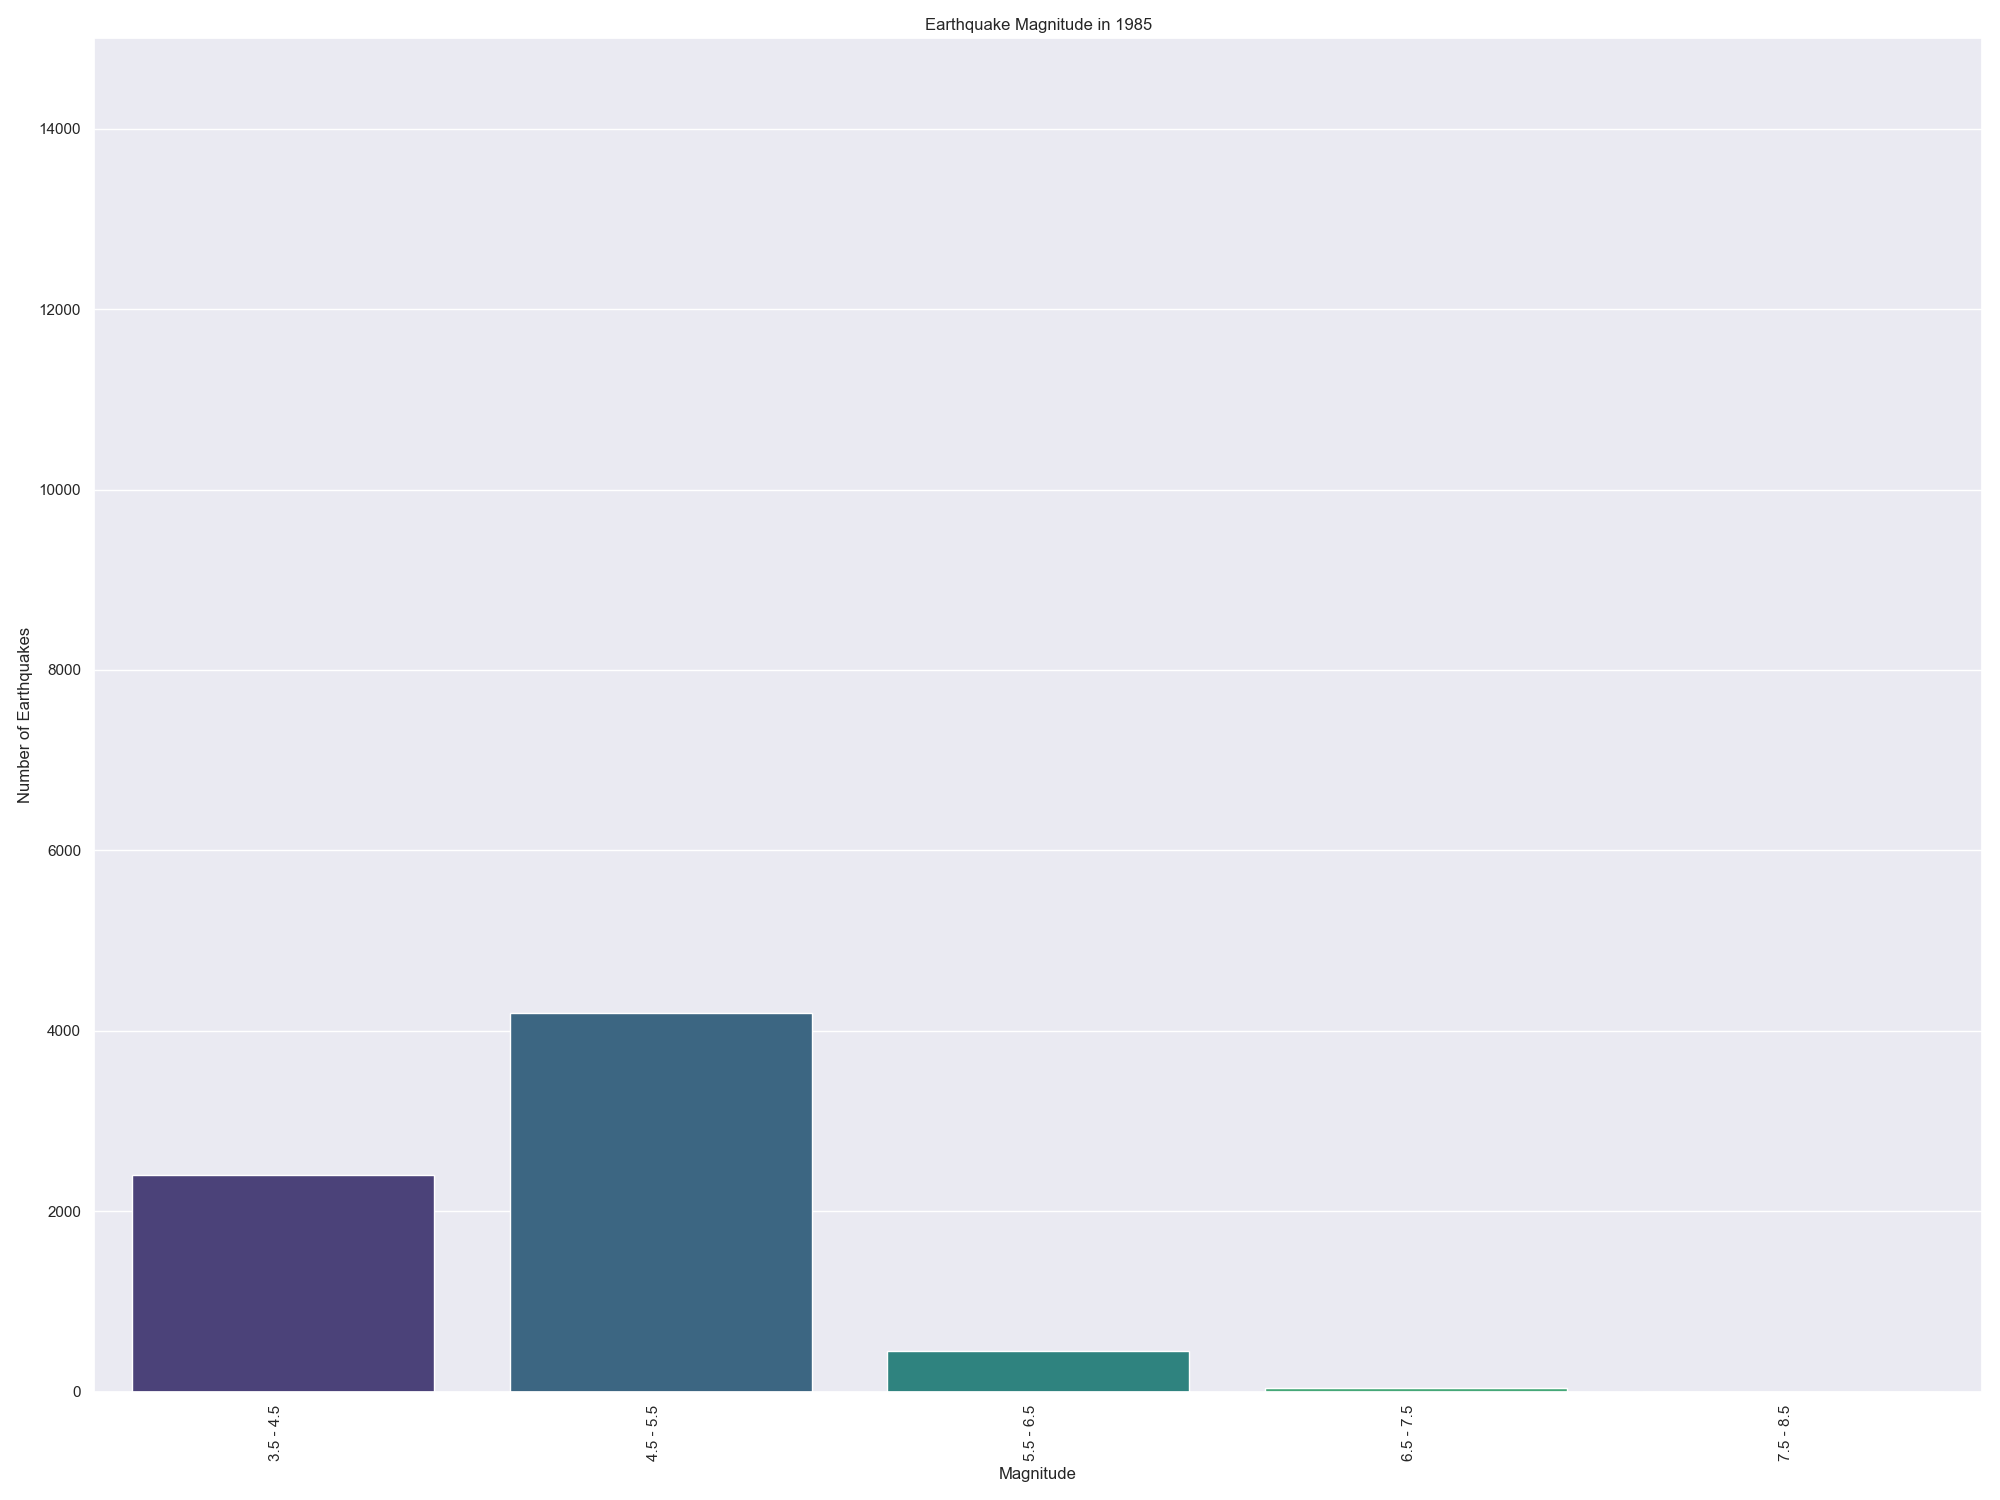 Earthquake Magnitude in 1985
14000
12000
10000
8000
6000
4000
2000
0
Number of Earthquakes
3.5 - 4.5
4.5 - 5.5
5.5 - 6.5
6.5 - 7.5
7.5 - 8.5
Magnitude